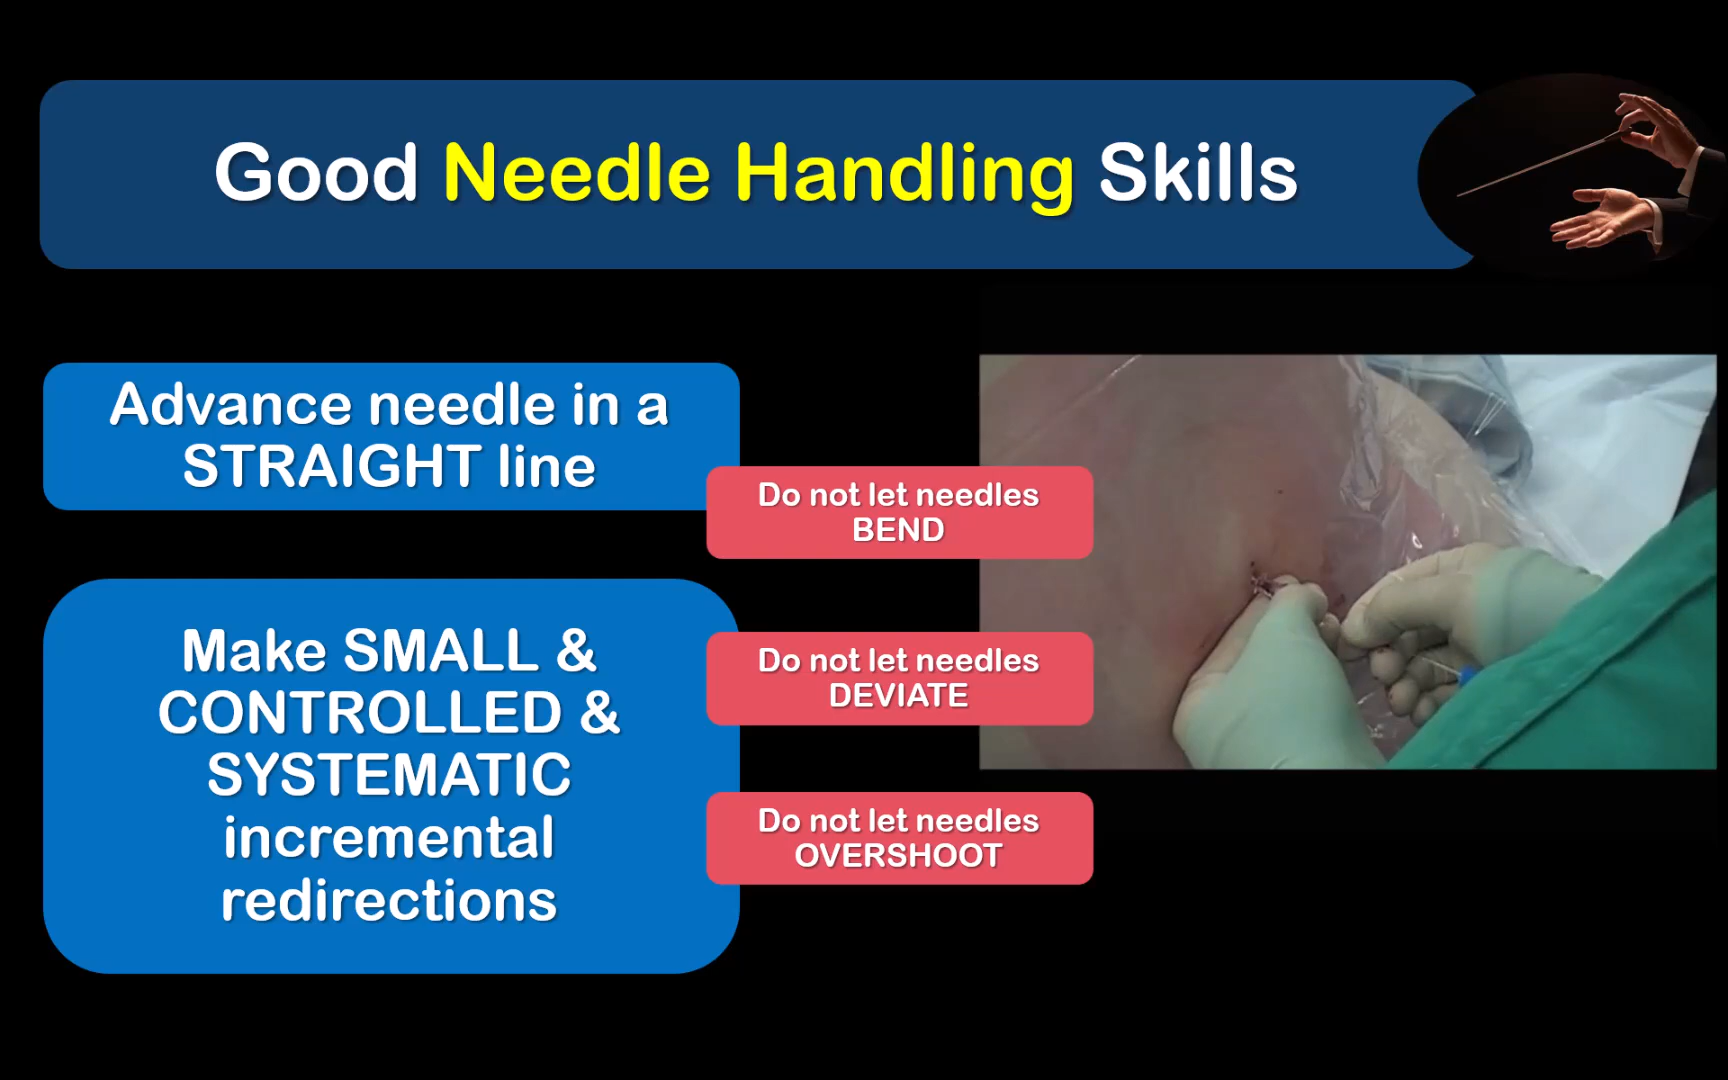 Good Needle Handling Skills
Advance needle in a
STRAIGHT line
Do not let needles
BEND
Make SMALL &
CONTROLLED &
SYSTEMATIC
incremental
redirections
Do not let needles
DEVIATE
Do not let needles
OVERSHOOT